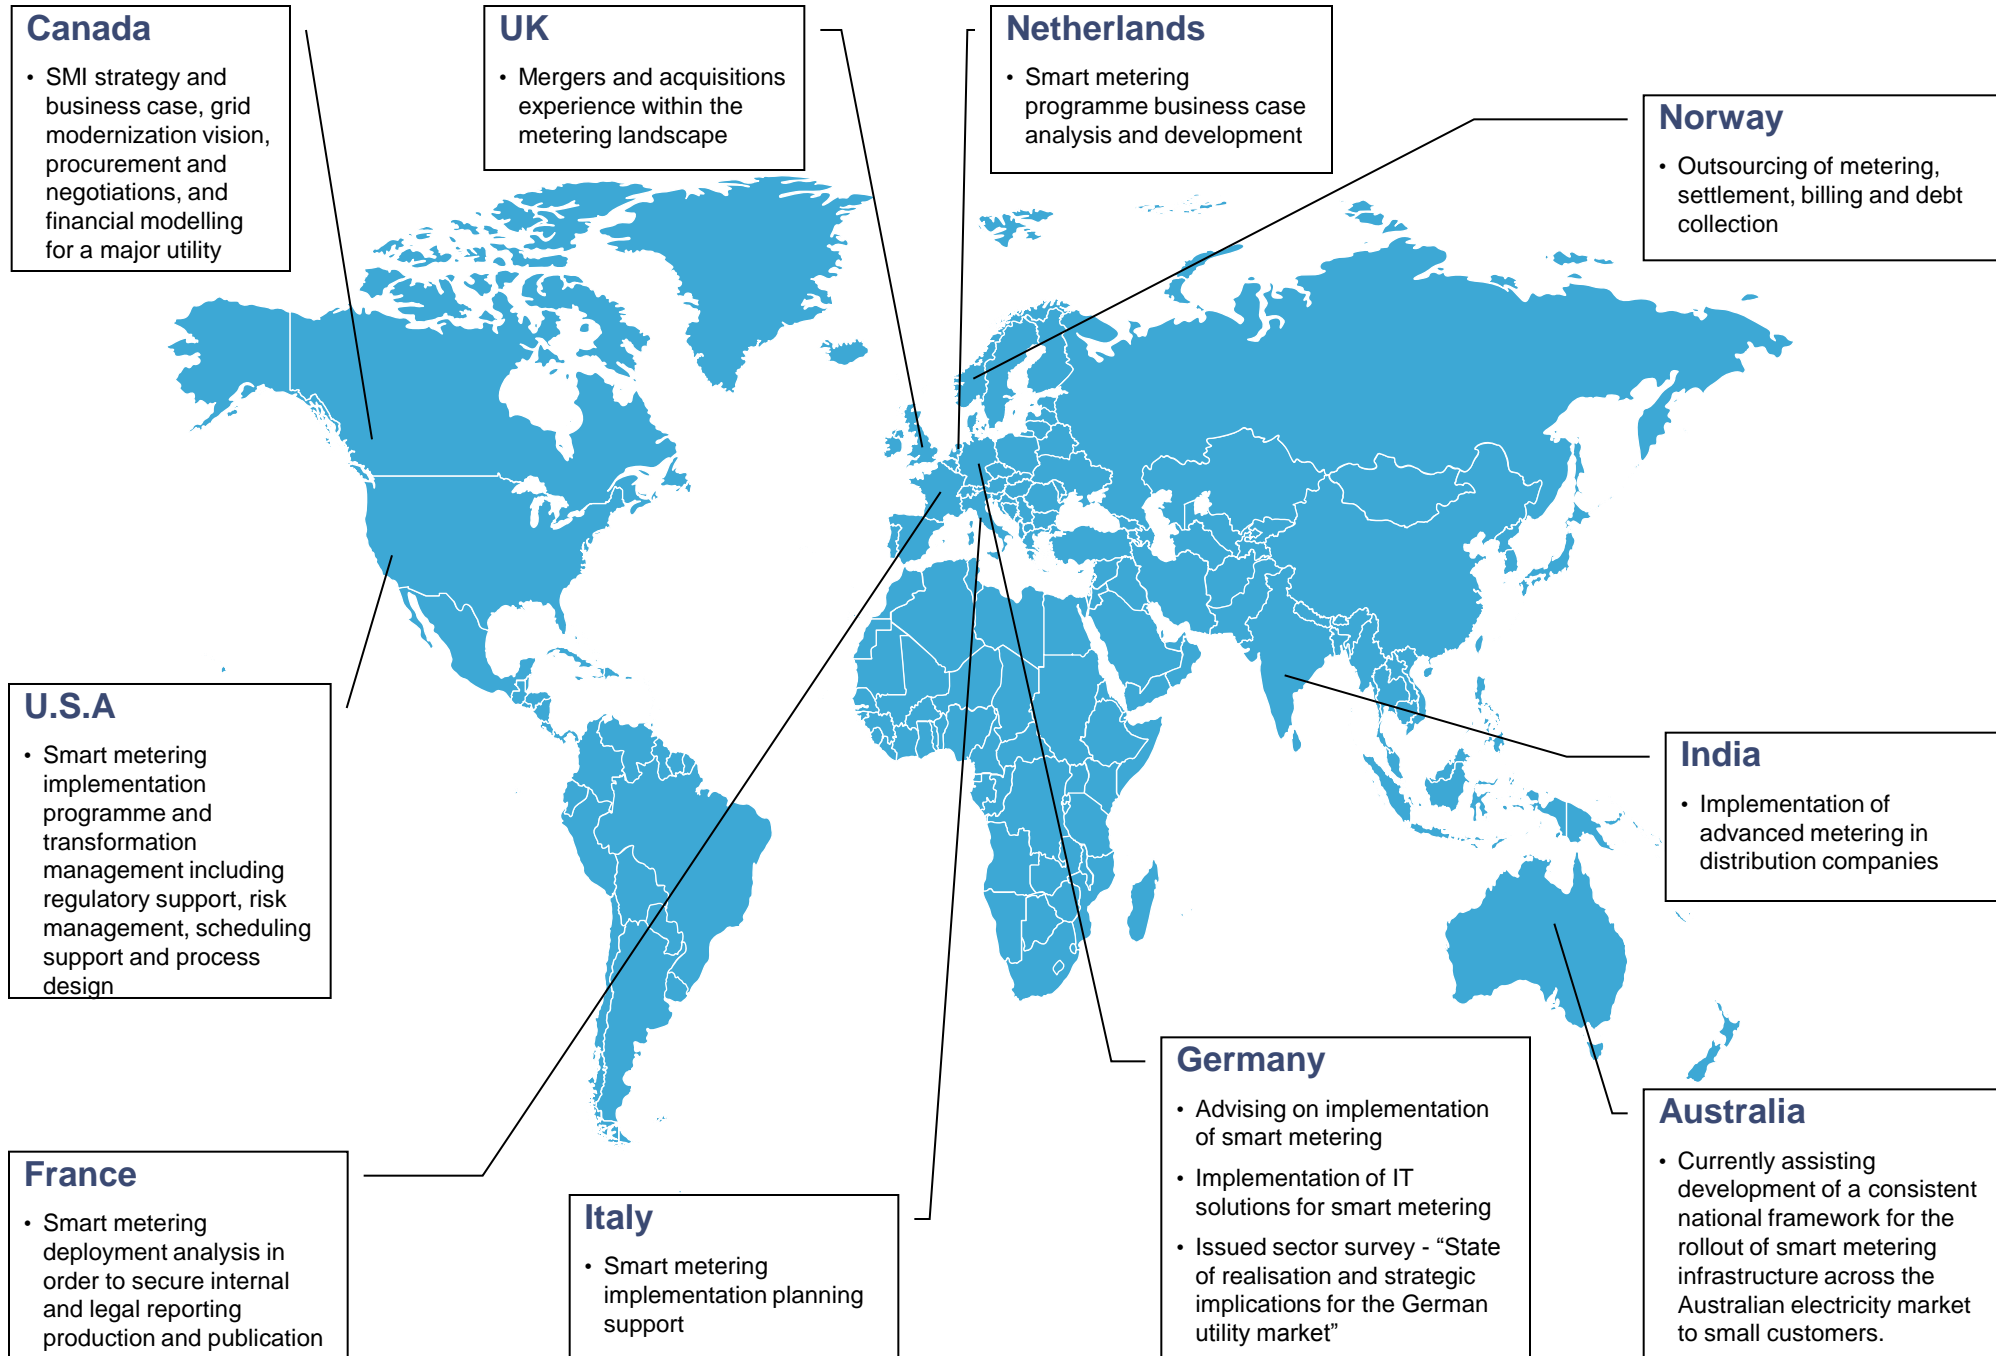 Canada
• SMI strategy and
business case, grid
modernization vision,
procurement and
negotiations, and
financial modelling
for a major utility
UK
• Mergers and acquisitions
experience within the
metering landscape
Netherlands
• Smart metering
programme business case
analysis and development
Norway
• Outsourcing of metering,
settlement, billing and debt
collection
U.S.A
• Smart metering
implementation
programme and
transformation
management including
regulatory support, risk
management, scheduling
support and process
design
India
• Implementation of
advanced metering in
distribution companies
France
• Smart metering
deployment analysis in
order to secure internal
and legal reporting
production and publication
Italy
• Smart metering
implementation planning
support
Germany
• Advising on implementation
of smart metering
• Implementation of IT
solutions for smart metering
• Issued sector survey - “State
of realisation and strategic
implications for the German
utility market”
Australia
• Currently assisting
development of a consistent
national framework for the
rollout of smart metering
infrastructure across the
Australian electricity market
to small customers.